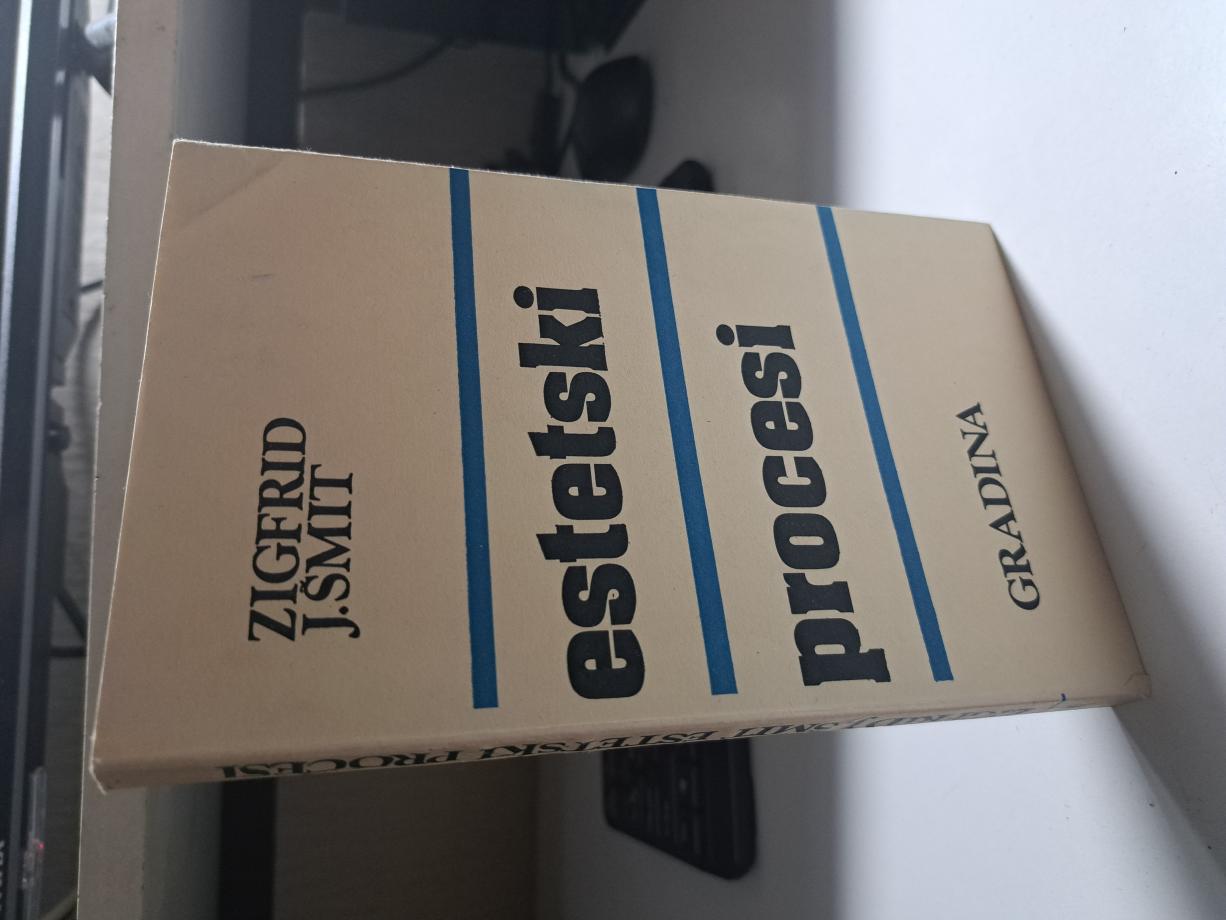 ZIGFRID
J.ŠMIT
estetski
procesi
GRADINA
ZIGFRID J.ŠMIT ESTETSKI PROCESI